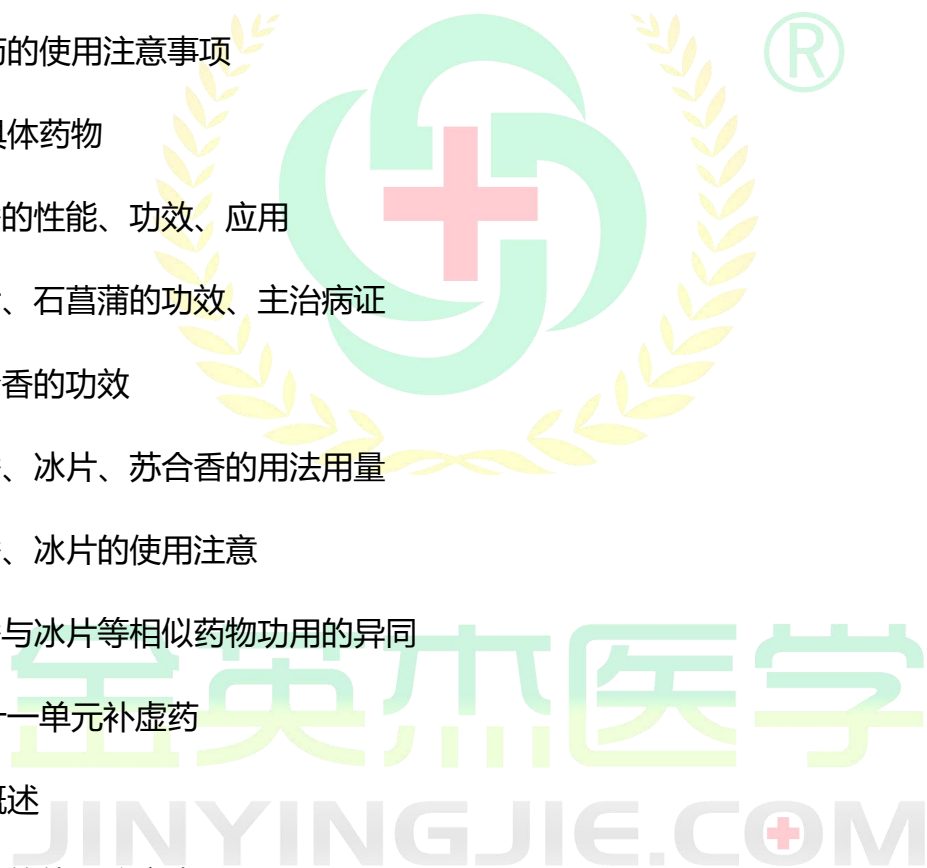 的使用注意事项
体药物
的性能、功效、应用
、石菖蒲的功效、主治病证
香的功效
、冰片、苏合香的用法用量
、冰片的使用注意
与冰片等相似药物功用的异同
一单元补虚药
述
金英杰医学
JINYINGJIE.COM
®